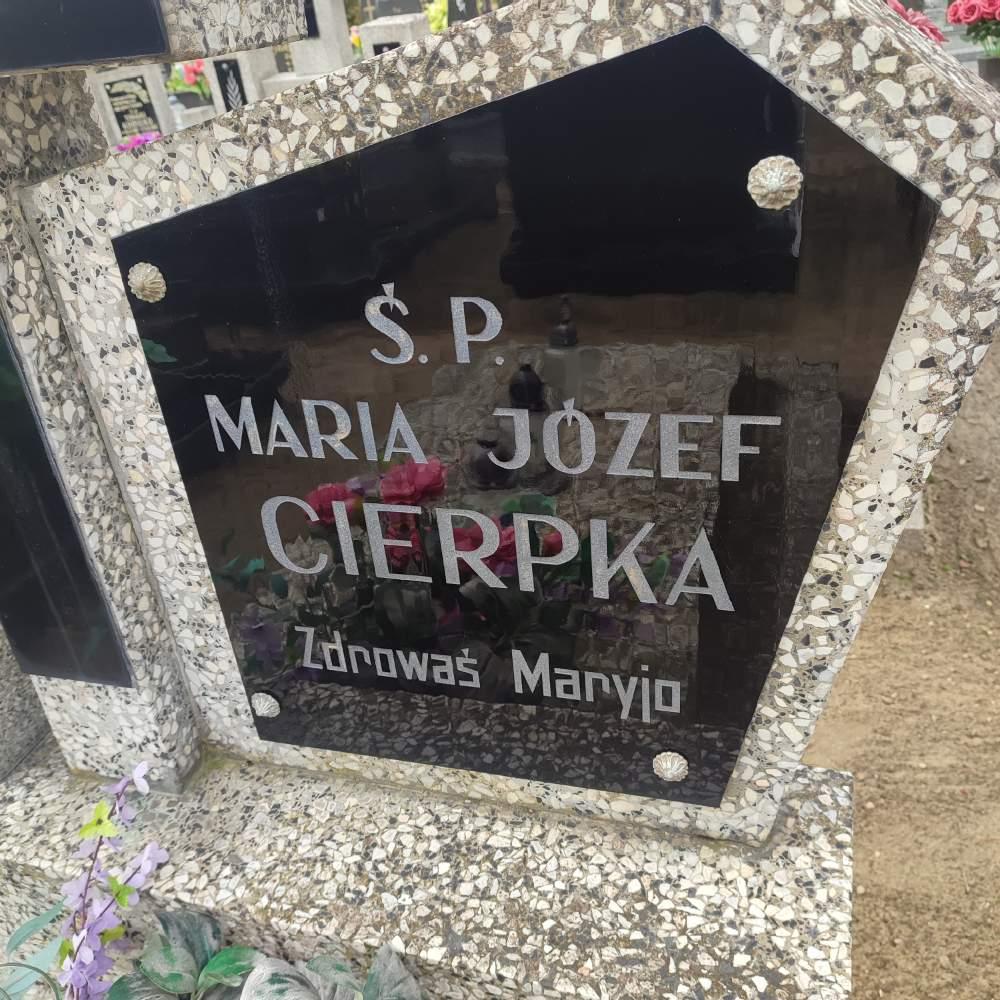 Ś. P.
MARIA JÓZEF
CIERPKA
Zdrowaś Maryjo